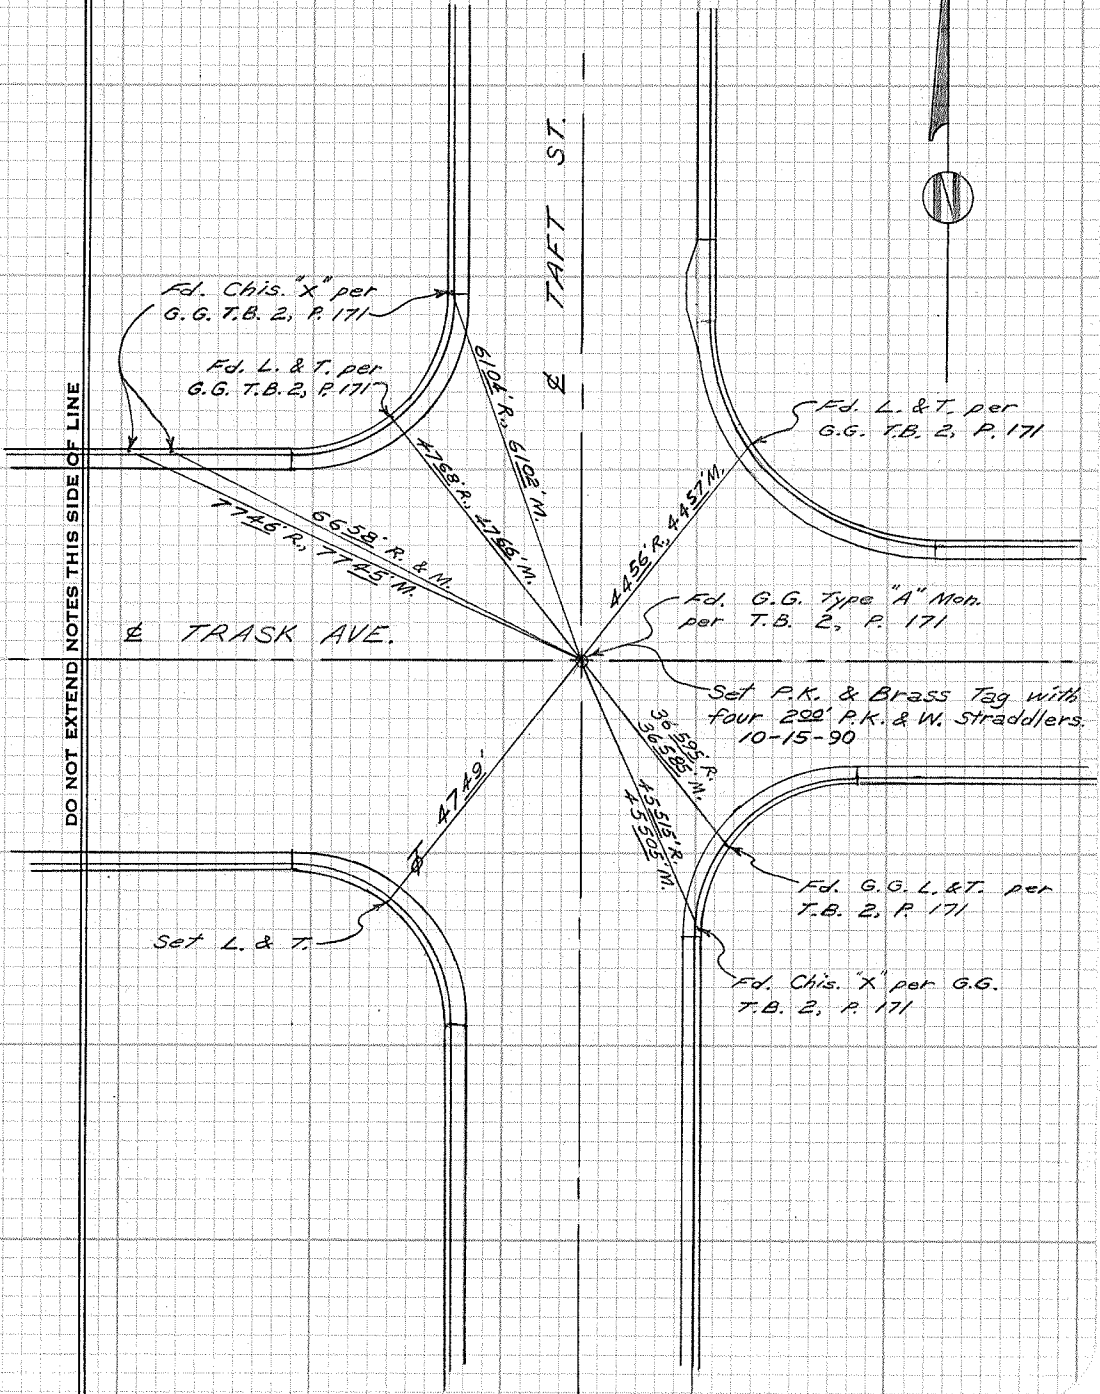 N
℄ TAFT ST.
Fd. Chis. "X" per
G.G. T.B. 2, P. 171
Fd. L. & T. per
G.G. T.B. 2, P. 171
61.04' R., 61.02' M.
47.68' R., 47.66' M.
66.58' R. & M.
77.46' R., 77.45' M.
Fd. L. & T. per
G.G. T.B. 2, P. 171
44.56' R., 44.57' M.
℄ TRASK AVE.
Fd. G.G. Type "A" Mon.
per T.B. 2, P. 171
Set P.K. & Brass Tag with
four 2.00' P.K. & W. Straddlers.
10-15-90
36.595' R.
36.585' M.
45.515' R.
45.505' M.
47.49'
Set L. & T.
Fd. G.G. L. & T. per
T.B. 2, P. 171
Fd. Chis. "X" per G.G.
T.B. 2, P. 171
DO NOT EXTEND NOTES THIS SIDE OF LINE